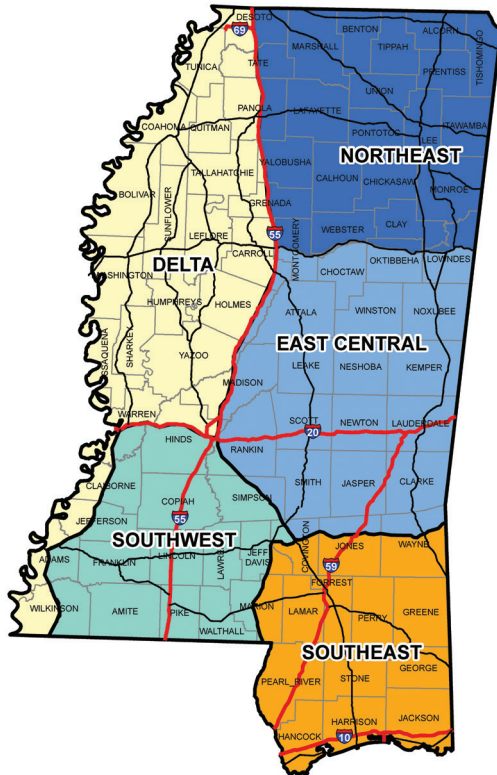 DESOTO
BENTON
ALCORN
69
MARSHALL
TIPPAH
TISHOMINGO
TUNICA
TATE
PRENTISS
UNION
PANOLA
LAFAYETTE
ITAWAMBA
COAHOMA
QUITMAN
PONTOTOC
LEE
YALOBUSHA
NORTHEAST
TALLAHATCHIE
CALHOUN
CHICKASAW
MONROE
BOLIVAR
GRENADA
SUNFLOWER
LEFLORE
55
MONTGOMERY
WEBSTER
CLAY
CARROLL
OKTIBBEHA
LOWNDES
DELTA
CHOCTAW
WASHINGTON
HUMPHREYS
HOLMES
ATTALA
WINSTON
NOXUBEE
EAST CENTRAL
ISSAQUENA
SHARKEY
YAZOO
LEAKE
NESHOBA
KEMPER
MADISON
WARREN
SCOTT
NEWTON
LAUDERDALE
HINDS
20
RANKIN
CLAIBORNE
COPIAH
SIMPSON
SMITH
JASPER
CLARKE
JEFFERSON
55
SOUTHWEST
LINCOLN
ADAMS
FRANKLIN
LAWRE
JEFF
DAVIS
COVINGTON
JONES
WAYNE
59
FORREST
WILKINSON
AMITE
PIKE
MARION
LAMAR
PERRY
GREENE
WALTHALL
SOUTHEAST
GEORGE
PEARL_RIVER
STONE
HARRISON
JACKSON
HANCOCK
10